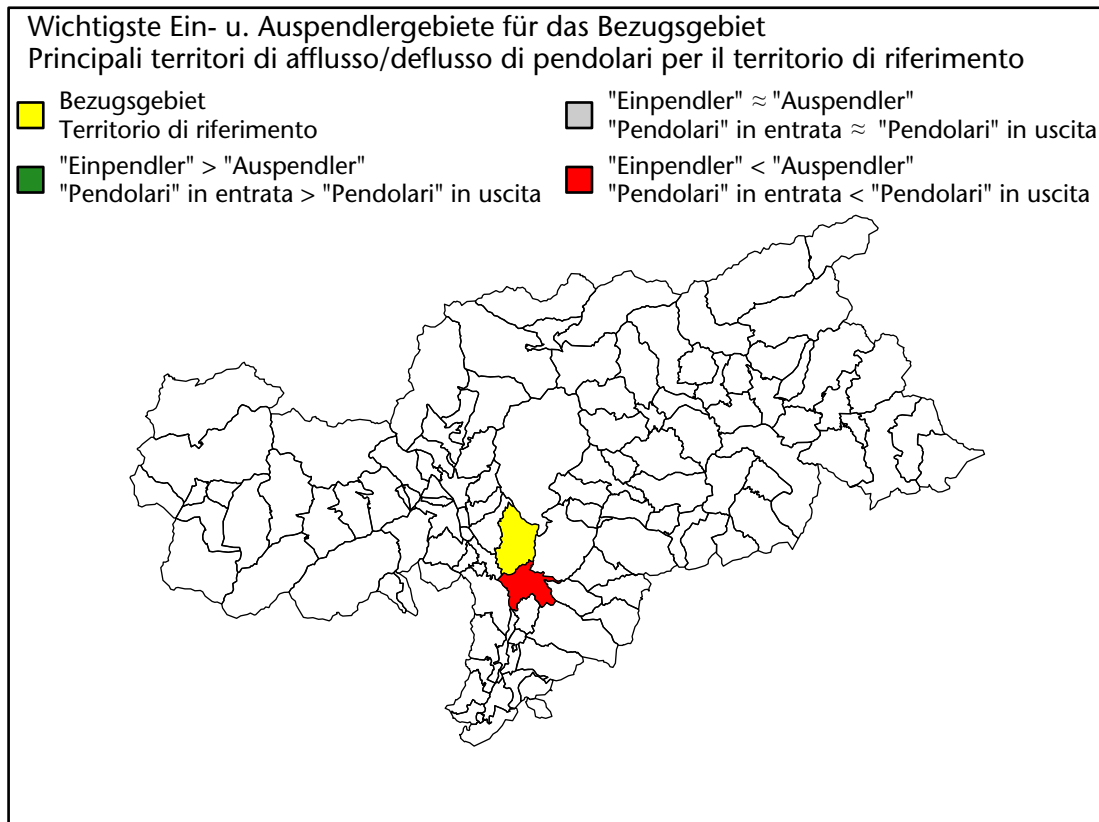 Wichtigste Ein- u. Auspendlergebiete für das Bezugsgebiet
Principali territori di afflusso/deflusso di pendolari per il territorio di riferimento
Bezugsgebiet
Territorio di riferimento
"Einpendler" > "Auspendler"
"Pendolari" in entrata > "Pendolari" in uscita
"Einpendler" ≈ "Auspendler"
"Pendolari" in entrata ≈ "Pendolari" in uscita
"Einpendler" < "Auspendler"
"Pendolari" in entrata < "Pendolari" in uscita